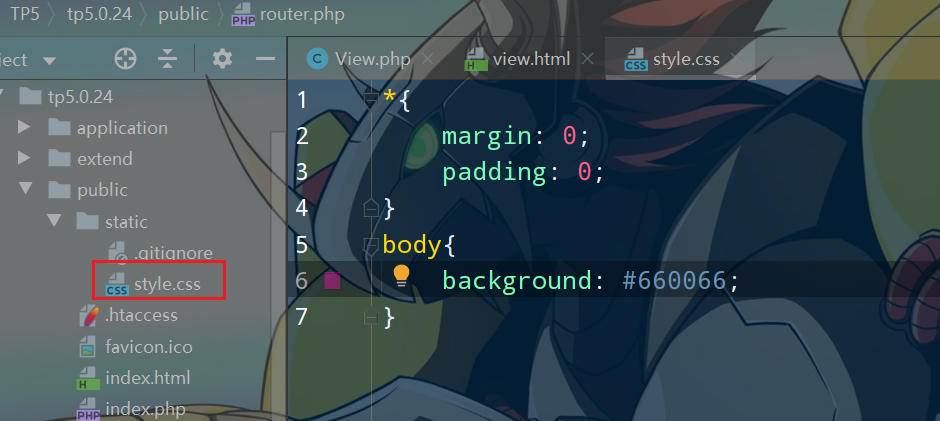 TP5 tp5.0.24 public router.php
ject
View.php view.html style.css
tp5.0.24
application
extend
public
static
.gitignore
style.css
.htaccess
favicon.ico
index.html
index.php
1 *{
2 margin: 0;
3 padding: 0;
4 }
5 body{
6 background: #660066;
7 }